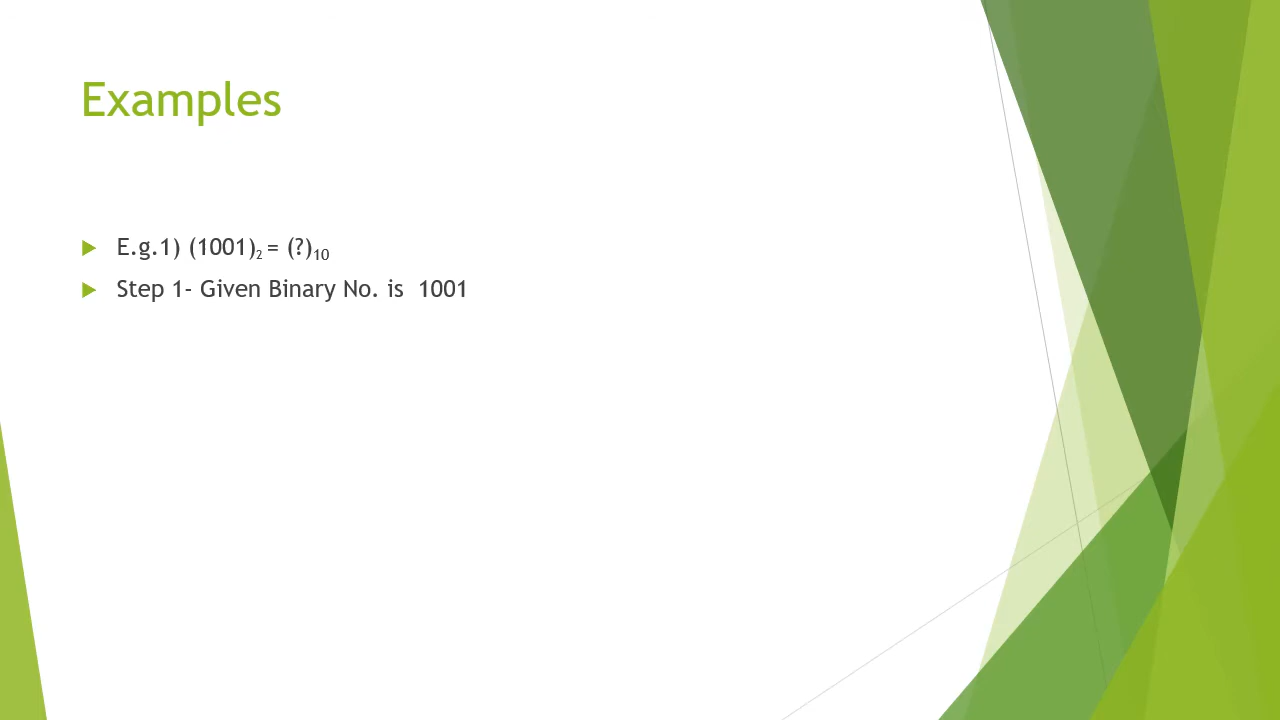 Examples
E.g.1) (1001)₂ = (?)₁₀
Step 1- Given Binary No. is  1001